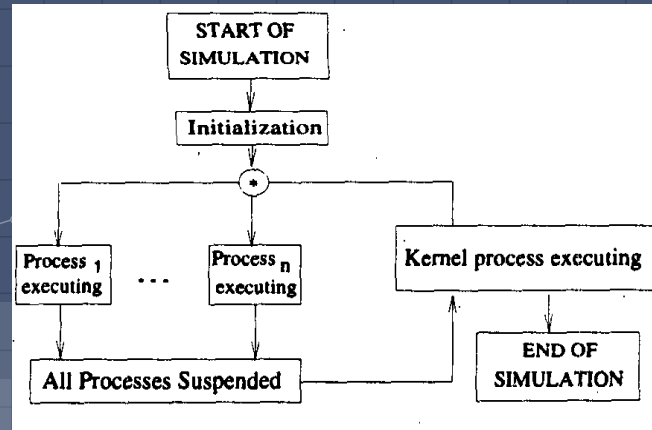 START OF
SIMULATION
Initialization
*
Process 1
executing
...
Process n
executing
Kernel process executing
All Processes Suspended
END OF
SIMULATION